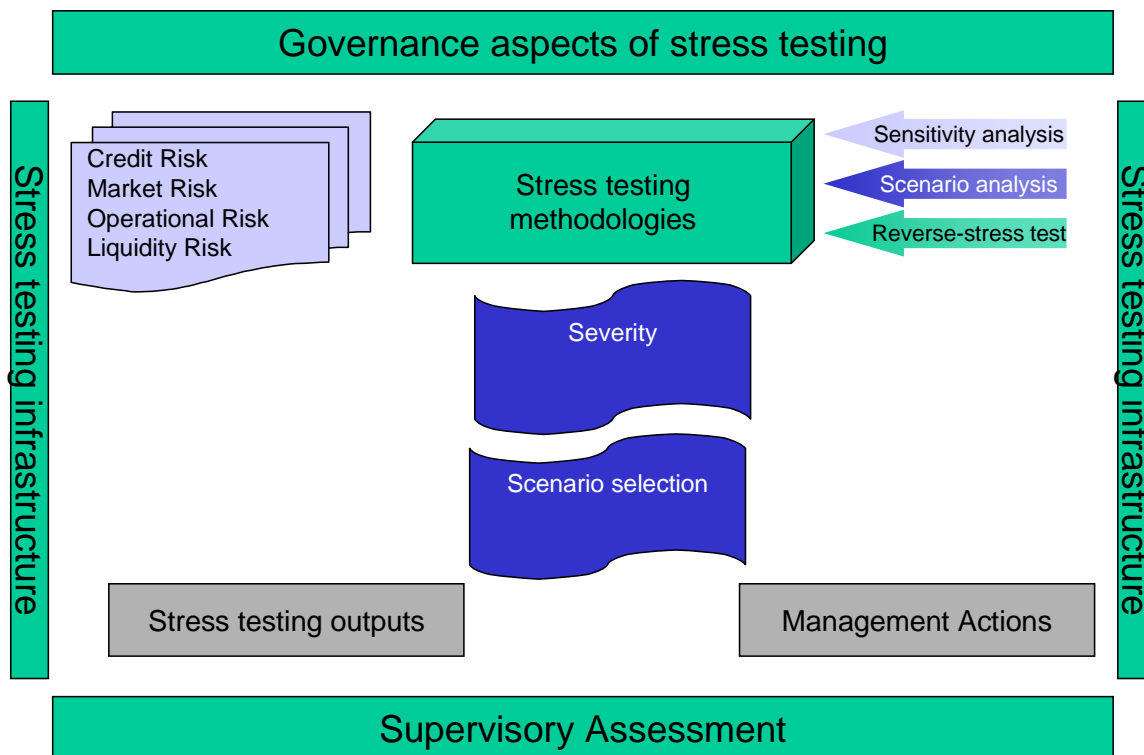 Governance aspects of stress testing
Stress testing infrastructure
Credit Risk
Market Risk
Operational Risk
Liquidity Risk
Stress testing
methodologies
Sensitivity analysis
Scenario analysis
Reverse-stress test
Stress testing infrastructure
Severity
Scenario selection
Stress testing outputs
Management Actions
Supervisory Assessment